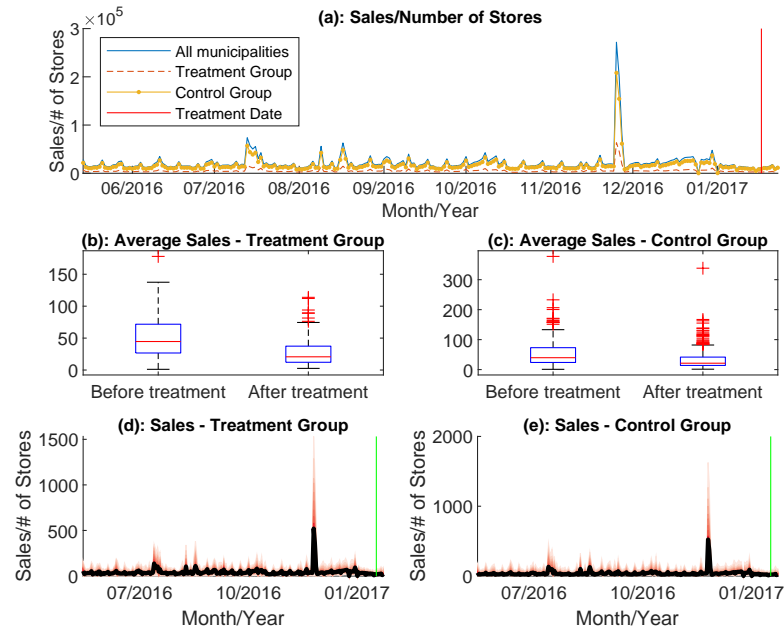 (a): Sales/Number of Stores
×10⁵
3
2
1
0
Sales/# of Stores
All municipalities
Treatment Group
Control Group
Treatment Date
06/2016 07/2016 08/2016 09/2016 10/2016 11/2016 12/2016 01/2017
Month/Year
(b): Average Sales - Treatment Group
150
100
50
0
Before treatment After treatment
(c): Average Sales - Control Group
300
200
100
0
Before treatment After treatment
(d): Sales - Treatment Group
1500
1000
500
0
Sales/# of Stores
07/2016 10/2016 01/2017
Month/Year
(e): Sales - Control Group
2000
1000
0
Sales/# of Stores
07/2016 10/2016 01/2017
Month/Year